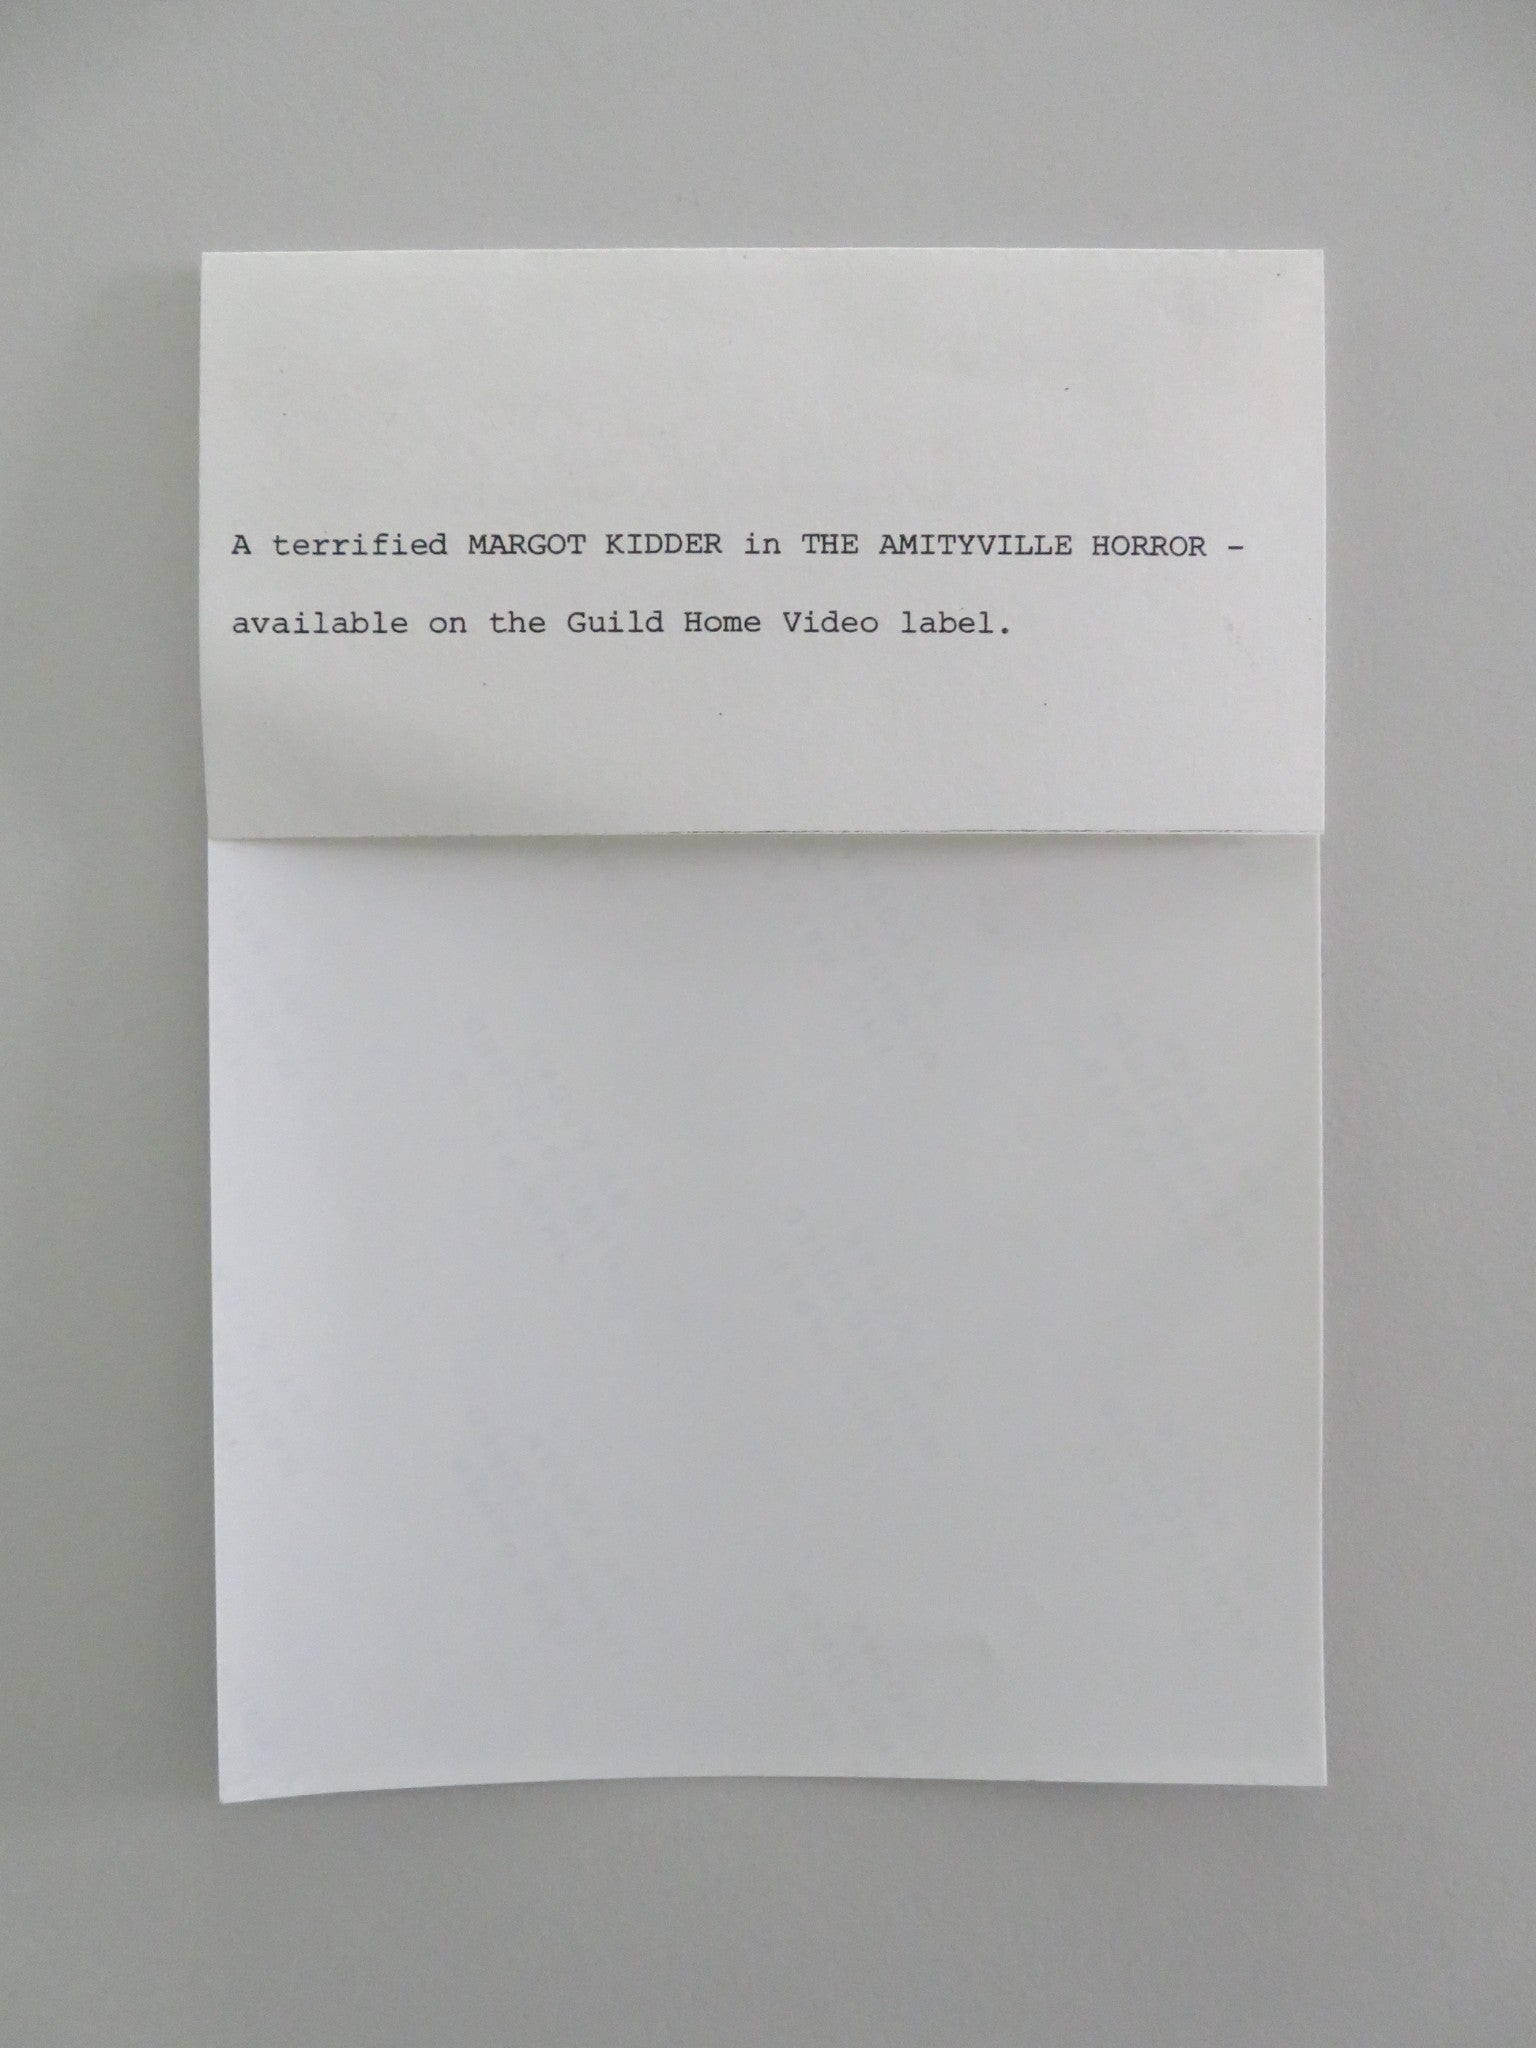 A terrified MARGOT KIDDER in THE AMITYVILLE HORROR -
available on the Guild Home Video label.